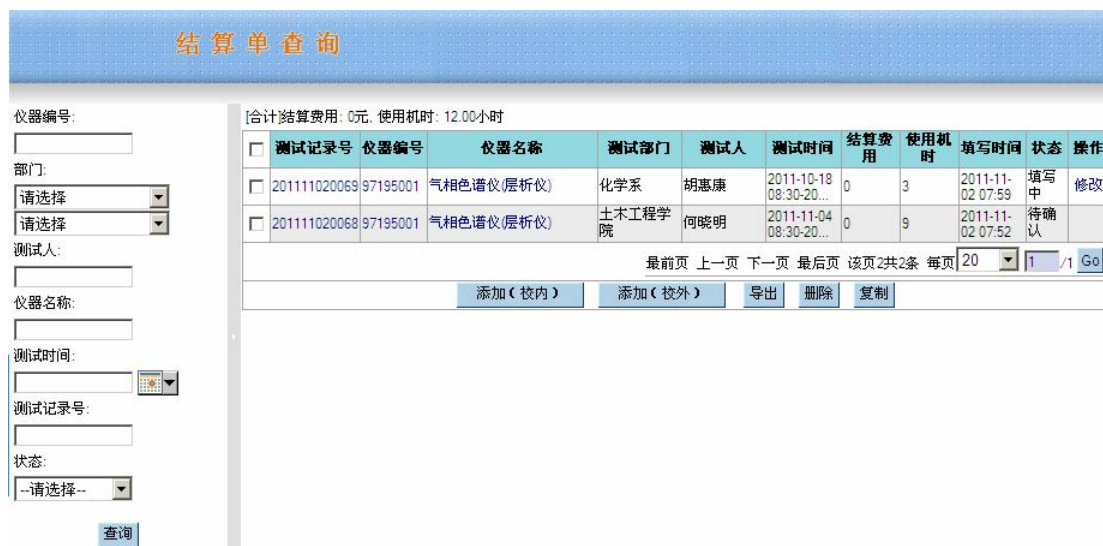 结算单查询
仪器编号:
部门:
请选择
请选择
测试人:
仪器名称:
测试时间:
测试记录号:
状态:
--请选择--
查询
[合计]结算费用: 0元, 使用机时: 12.00小时
测试记录号 仪器编号 仪器名称 测试部门 测试人 测试时间 结算费用 使用机时 填写时间 状态 操作
201111020069 97195001 气相色谱仪(层析仪) 化学系 胡惠康 2011-10-18 08:30-20... 0 3 2011-11-02 07:59 填写中 修改
201111020068 97195001 气相色谱仪(层析仪) 土木工程学院 何晓明 2011-11-04 08:30-20... 0 9 2011-11-02 07:52 待确认
最前页 上一页 下一页 最后页 该页2共2条 每页 20 1 /1 Go
添加(校内) 添加(校外) 导出 删除 复制